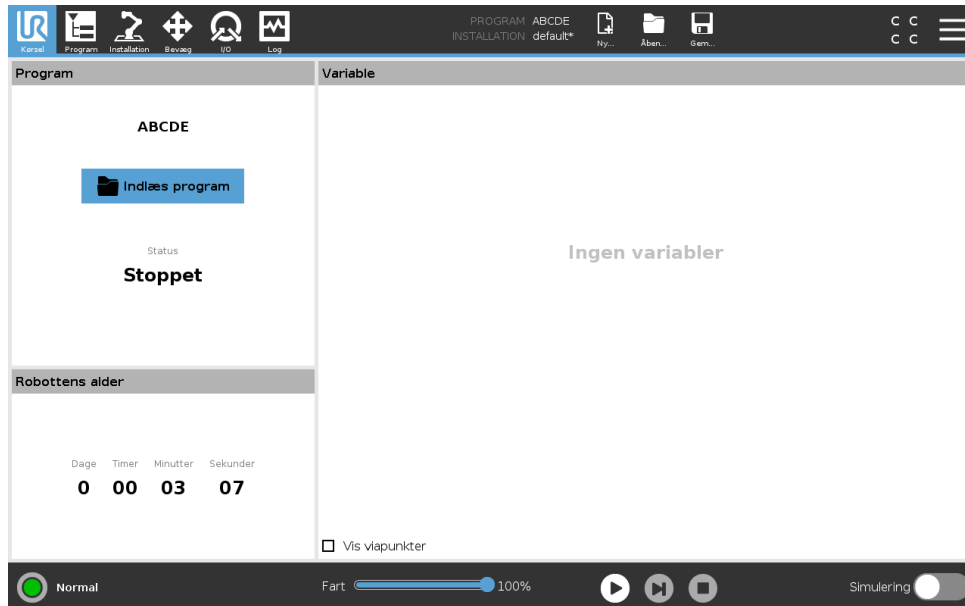 PROGRAM ABCDE
INSTALLATION default*
C C
C C
Kørsel Program Installation Bevæg I/O Log Ny... Åben... Gem...
Program
ABCDE
Indlæs program
Status
Stoppet
Robottens alder
Dage Timer Minutter Sekunder
0 00 03 07
Variable
Ingen variabler
Vis viapunkter
Normal Fart 100% Simulering